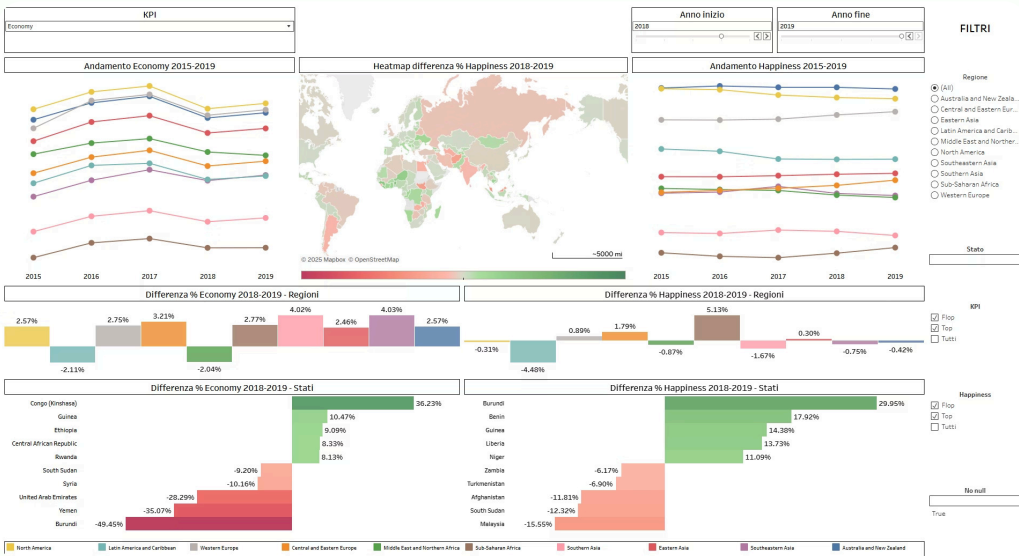 KPI
Economy
Anno inizio
2018
Anno fine
2019
FILTRI
Andamento Economy 2015-2019
Heatmap differenza % Happiness 2018-2019
Andamento Happiness 2015-2019
2015 2016 2017 2018 2019
© 2025 Mapbox © OpenStreetMap
~5000 mi
2015 2016 2017 2018 2019
Regione
(All)
Australia and New Zeala...
Central and Eastern Eur...
Eastern Asia
Latin America and Carib...
Middle East and Norther...
North America
Southeastern Asia
Southern Asia
Sub-Saharan Africa
Western Europe
Stato
Differenza % Economy 2018-2019 - Regioni
2.57% -2.11% 2.75% 3.21% -2.04% 2.77% 4.02% 2.46% 4.03% 2.57%
Differenza % Happiness 2018-2019 - Regioni
-0.31% -4.48% 0.89% 1.79% -0.87% 5.13% -1.67% 0.30% -0.75% -0.42%
KPI
Flop
Top
Tutti
Differenza % Economy 2018-2019 - Stati
Congo (Kinshasa) 36.23%
Guinea 10.47%
Ethiopia 9.09%
Central African Republic 8.33%
Rwanda 8.13%
South Sudan -9.20%
Syria -10.16%
United Arab Emirates -28.29%
Yemen -35.07%
Burundi -49.45%
Differenza % Happiness 2018-2019 - Stati
Burundi 29.95%
Benin 17.92%
Guinea 14.38%
Liberia 13.73%
Niger 11.09%
Zambia -6.17%
Turkmenistan -6.90%
Afghanistan -11.81%
South Sudan -12.32%
Malaysia -15.55%
Happiness
Flop
Top
Tutti
No null
True
North America Latin America and Caribbean Western Europe Central and Eastern Europe Middle East and Northern Africa Sub-Saharan Africa Southern Asia Eastern Asia Southeastern Asia Australia and New Zealand